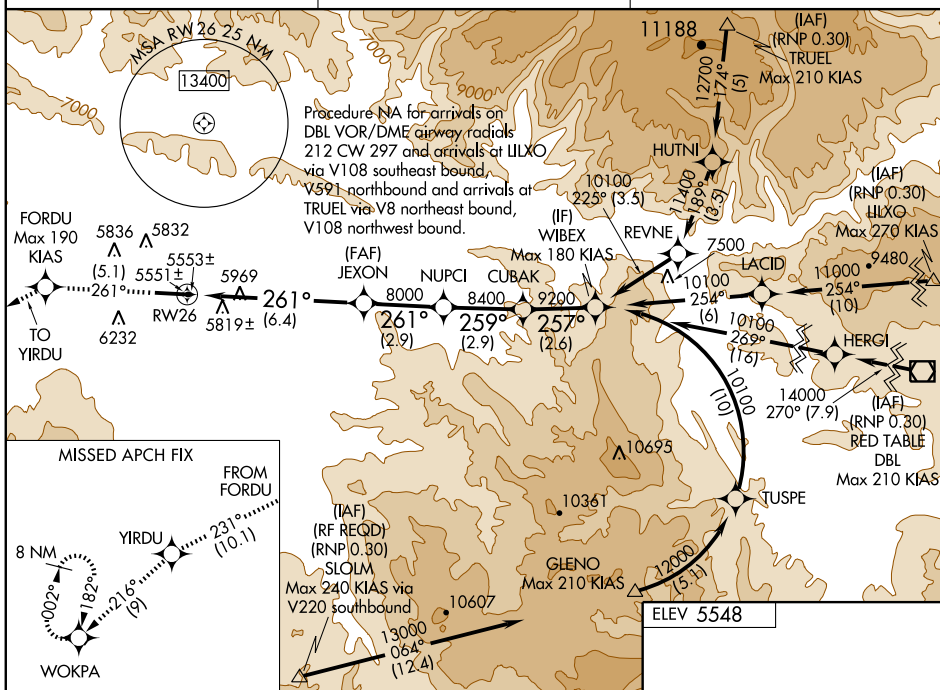 MSA RW26 25 NM
13400
7000
9000
Procedure NA for arrivals on
DBL VOR/DME airway radials
212 CW 297 and arrivals at LILXO
via V108 southeast bound,
V591 northbound and arrivals at
TRUEL via V8 northeast bound,
V108 northwest bound.
11188
(IAF)
(RNP 0.30)
TRUEL
Max 210 KIAS
12700
174°
(5)
HUTNI
11400
189°
(3.5)
10100
225° (3.5)
REVNE
7500
(IAF)
(RNP 0.30)
LILXO
Max 270 KIAS
9480
11000
254°
(10)
LACID
10100
254°
(6)
(IF)
WIBEX
Max 180 KIAS
FORDU
Max 190
KIAS
5836
5832
(5.1)
261°
5551±
5553±
RW26
5969
5819±
6232
TO
YIRDU
261°
(6.4)
(FAF)
JEXON
8000
261°
(2.9)
NUPCI
8400
259°
(2.9)
CUBAK
9200
257°
(2.6)
10100
269°
(16)
HERGI
14000
270° (7.9)
(IAF)
(RNP 0.30)
RED TABLE
DBL
Max 210 KIAS
10100
(10)
TUSPE
10695
10361
GLENO
Max 210 KIAS
12000
(5.1)
(IAF)
(RF REQD)
(RNP 0.30)
SLOLM
Max 240 KIAS via
V220 southbound
10607
13000
064°
(12.4)
MISSED APCH FIX
FROM
FORDU
231°
(10.1)
YIRDU
216°
(9)
8 NM
002°
182°
WOKPA
ELEV 5548